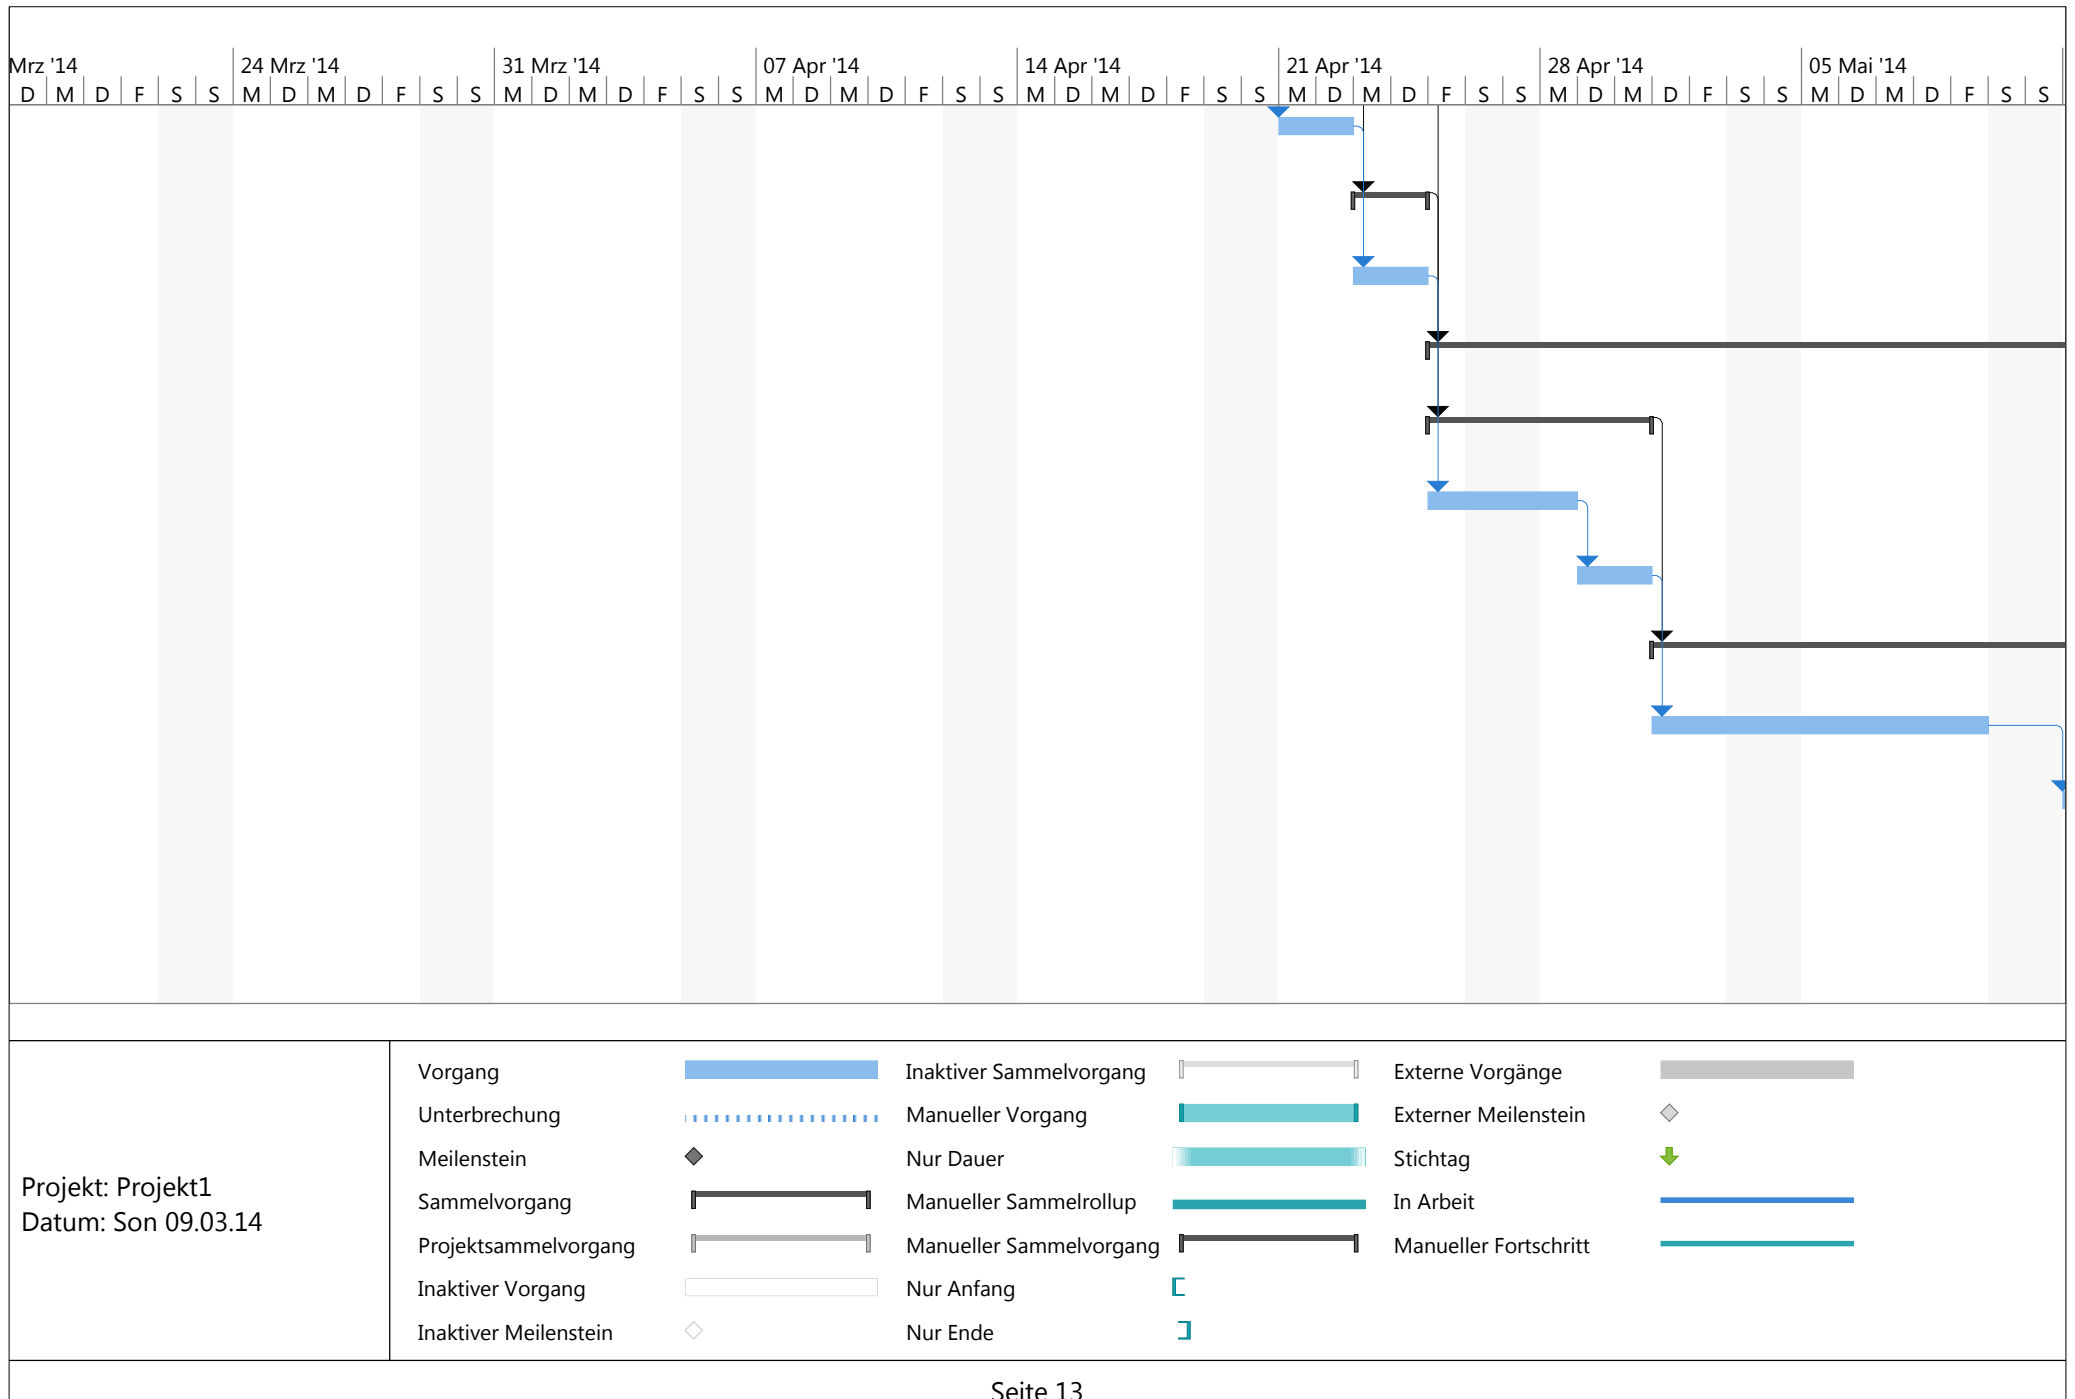 Mrz '14 24 Mrz '14 31 Mrz '14 07 Apr '14 14 Apr '14 21 Apr '14 28 Apr '14 05 Mai '14
D M D F S S M D M D F S S M D M D F S S M D M D F S S M D M D F S S M D M D F S S M D M D F S S M D M D F S S
Projekt: Projekt1
Datum: Son 09.03.14
Vorgang
Unterbrechung
Meilenstein
Sammelvorgang
Projektsammelvorgang
Inaktiver Vorgang
Inaktiver Meilenstein
Inaktiver Sammelvorgang
Manueller Vorgang
Nur Dauer
Manueller Sammelrollup
Manueller Sammelvorgang
Nur Anfang
Nur Ende
Externe Vorgänge
Externer Meilenstein
Stichtag
In Arbeit
Manueller Fortschritt
Seite 13